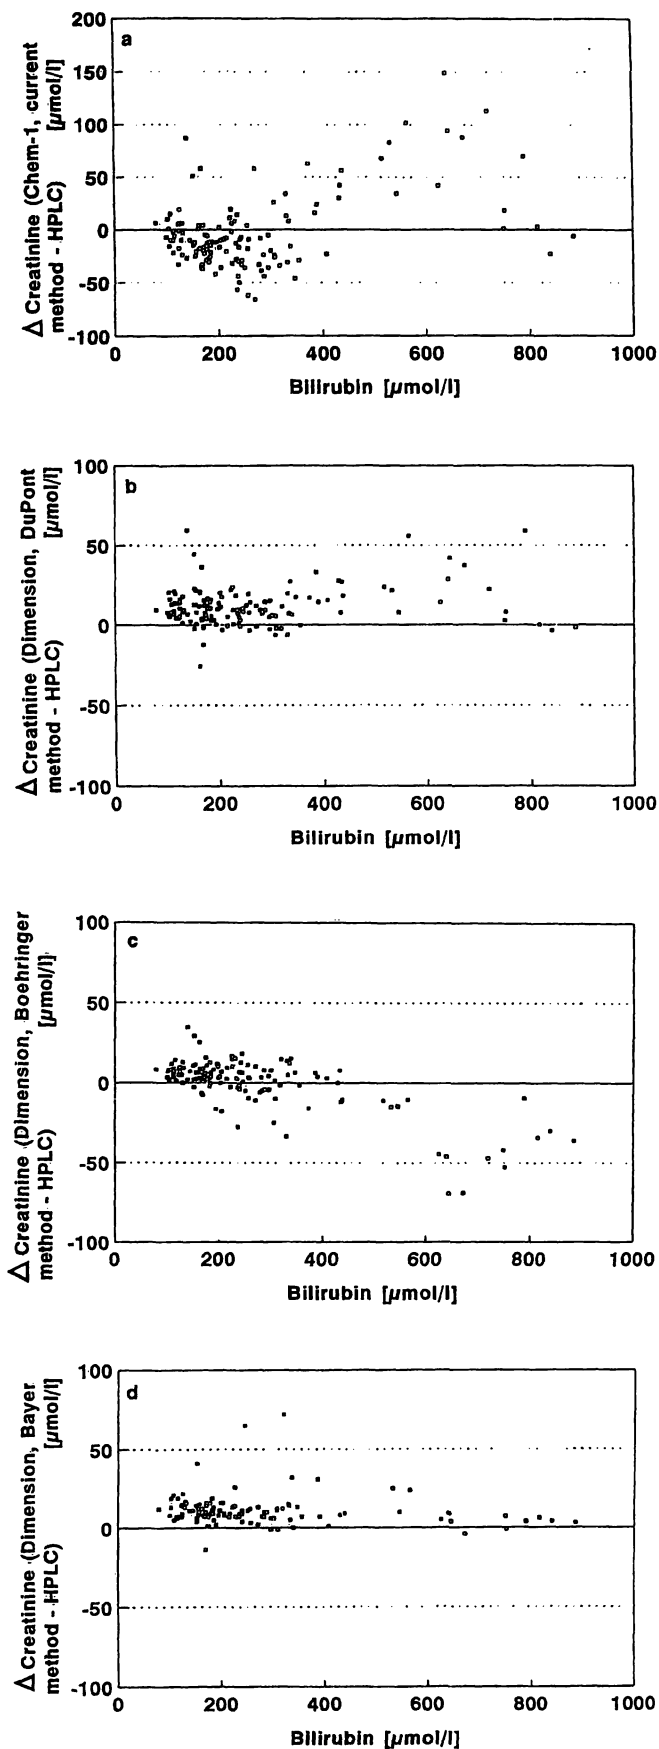 a
Δ Creatinine (Chem-1, current
method - HPLC) [µmol/l]
200
150
100
50
0
-50
-100
0 200 400 600 800 1000
Bilirubin [µmol/l]
b
Δ Creatinine (Dimension, DuPont
method - HPLC) [µmol/l]
100
50
0
-50
-100
0 200 400 600 800 1000
Bilirubin [µmol/l]
c
Δ Creatinine (Dimension, Boehringer
method - HPLC) [µmol/l]
100
50
0
-50
-100
0 200 400 600 800 1000
Bilirubin [µmol/l]
d
Δ Creatinine (Dimension, Bayer
method - HPLC) [µmol/l]
100
50
0
-50
-100
0 200 400 600 800 1000
Bilirubin [µmol/l]